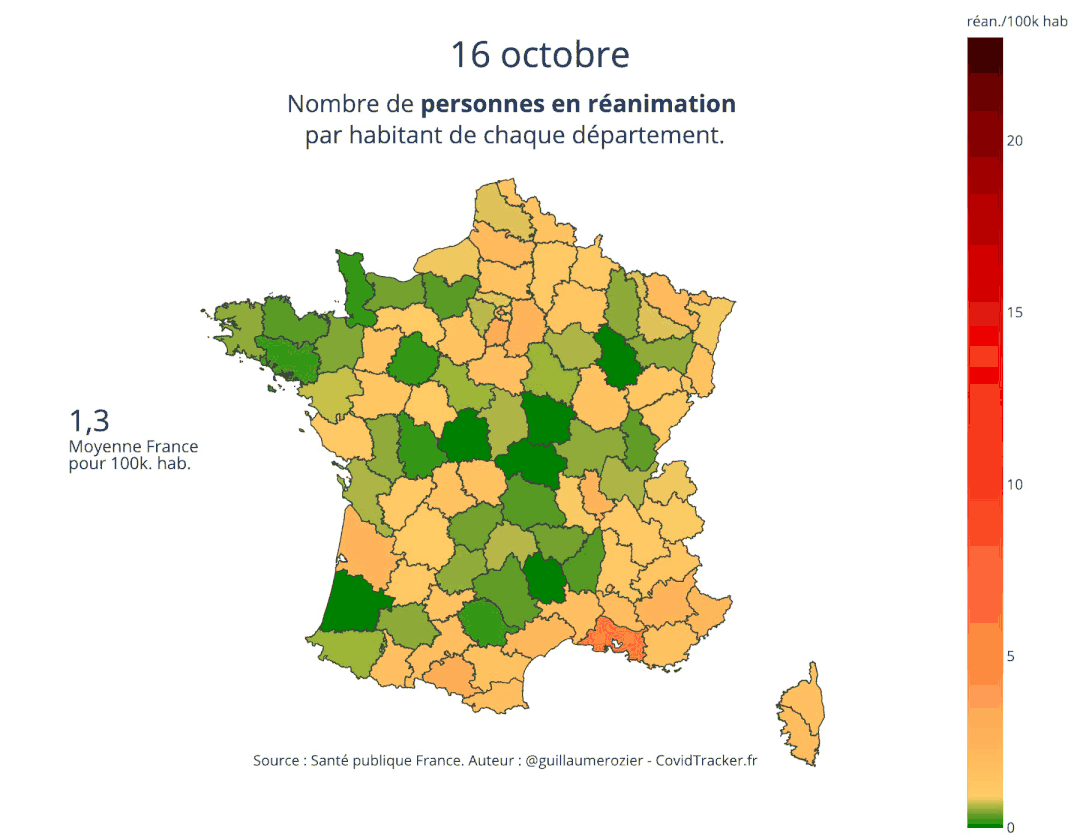 réan./100k hab
16 octobre
Nombre de personnes en réanimation
par habitant de chaque département.
20
15
1,3
Moyenne France
pour 100k. hab.
10
5
0
Source : Santé publique France. Auteur : @guillaumerozier - CovidTracker.fr